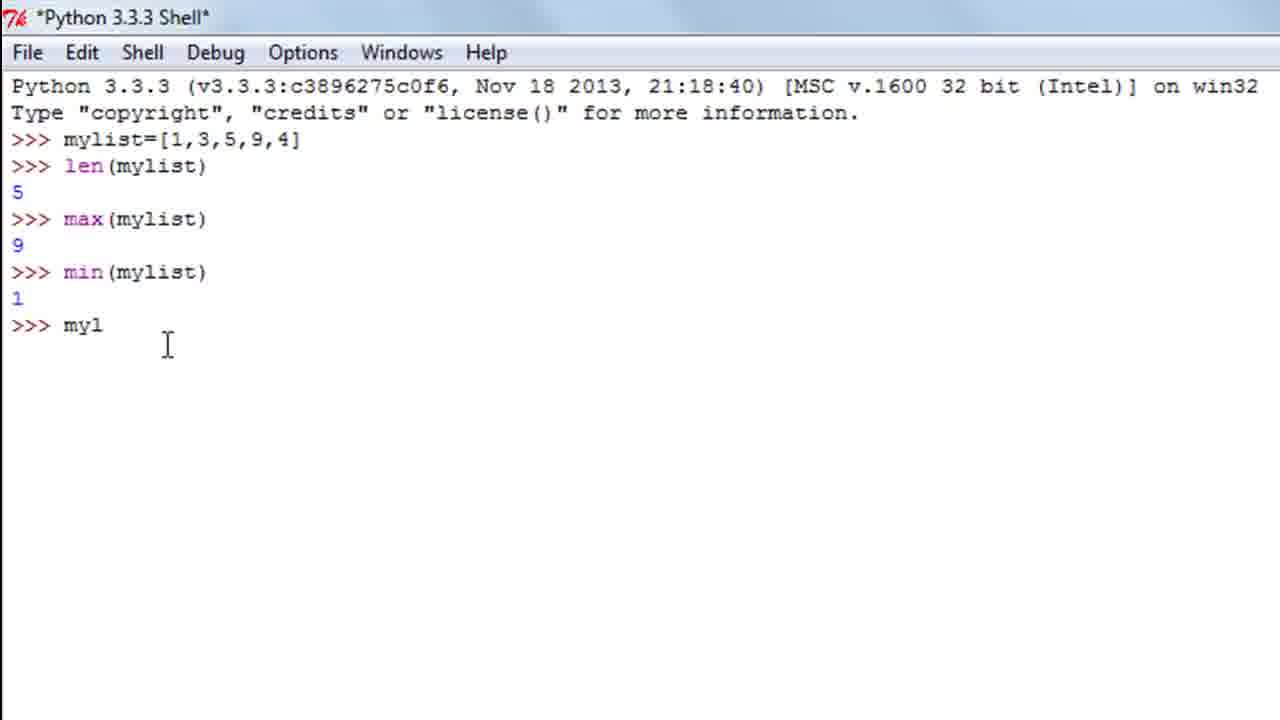 *Python 3.3.3 Shell*
File Edit Shell Debug Options Windows Help
Python 3.3.3 (v3.3.3:c3896275c0f6, Nov 18 2013, 21:18:40) [MSC v.1600 32 bit (Intel)] on win32
Type "copyright", "credits" or "license()" for more information.
>>> mylist=[1,3,5,9,4]
>>> len(mylist)
5
>>> max(mylist)
9
>>> min(mylist)
1
>>> myl